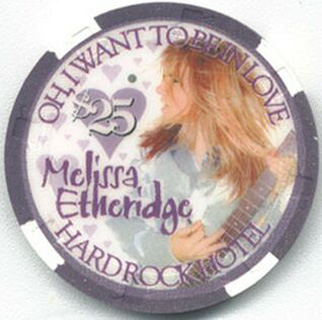 OH, I WANT TO BE IN LOVE
$25
Melissa
Etheridge
HARD ROCK HOTEL